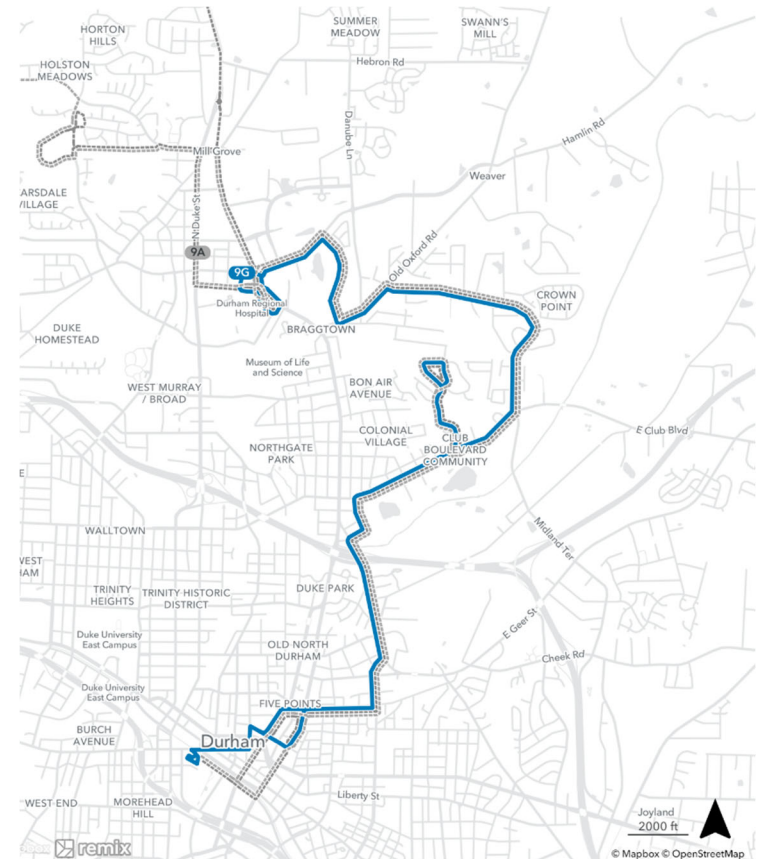 HORTON
HILLS
SUMMER
MEADOW
SWANN'S
MILL
HOLSTON
MEADOWS
Hebron Rd
Danube Ln
Hamlin Rd
Mill Grove
Weaver
ARSDALE
VILLAGE
N Duke St
9A
9G
Old Oxford Rd
Durham Regional
Hospital
CROWN
POINT
BRAGGTOWN
DUKE
HOMESTEAD
Museum of Life
and Science
WEST MURRAY
/ BROAD
BON AIR
AVENUE
COLONIAL
VILLAGE
CLUB
BOULEVARD
COMMUNITY
E Club Blvd
NORTHGATE
PARK
E
WALLTOWN
Midland Ter
WEST
HAM
TRINITY
HEIGHTS
TRINITY HISTORIC
DISTRICT
DUKE PARK
E Geer St
Duke University
East Campus
OLD NORTH
DURHAM
Cheek Rd
Duke University
East Campus
FIVE POINTS
BURCH
AVENUE
Durham
WEST END
MOREHEAD
HILL
Liberty St
Joyland
2000 ft
remix
© Mapbox © OpenStreetMap